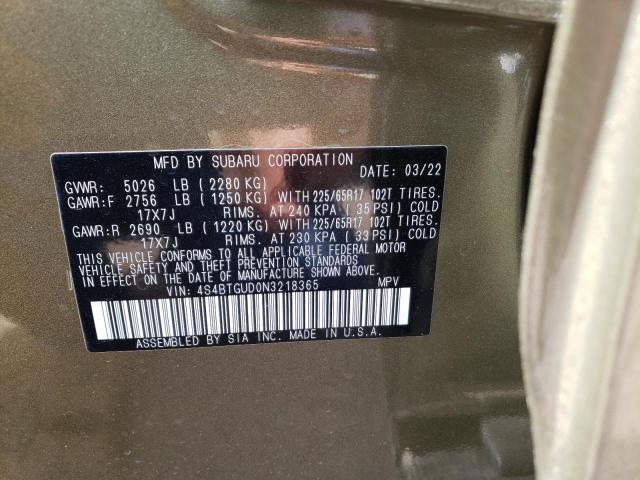 MFD BY SUBARU CORPORATION DATE: 03/22
GVWR: 5026 LB ( 2280 KG)
GAWR:F 2756 LB ( 1250 KG) WITH 225/65R17 102T TIRES.
17X7J RIMS. AT 240 KPA ( 35 PSI) COLD
GAWR:R 2690 LB ( 1220 KG) WITH 225/65R17 102T TIRES.
17X7J RIMS. AT 230 KPA ( 33 PSI) COLD
THIS VEHICLE CONFORMS TO ALL APPLICABLE FEDERAL MOTOR
VEHICLE SAFETY AND THEFT PREVENTION STANDARDS
IN EFFECT ON THE DATE OF MANUFACTURE SHOWN ABOVE.
VIN: 4S4BTGUD0N3218365 MPV
ASSEMBLED BY SIA INC. MADE IN U.S.A.